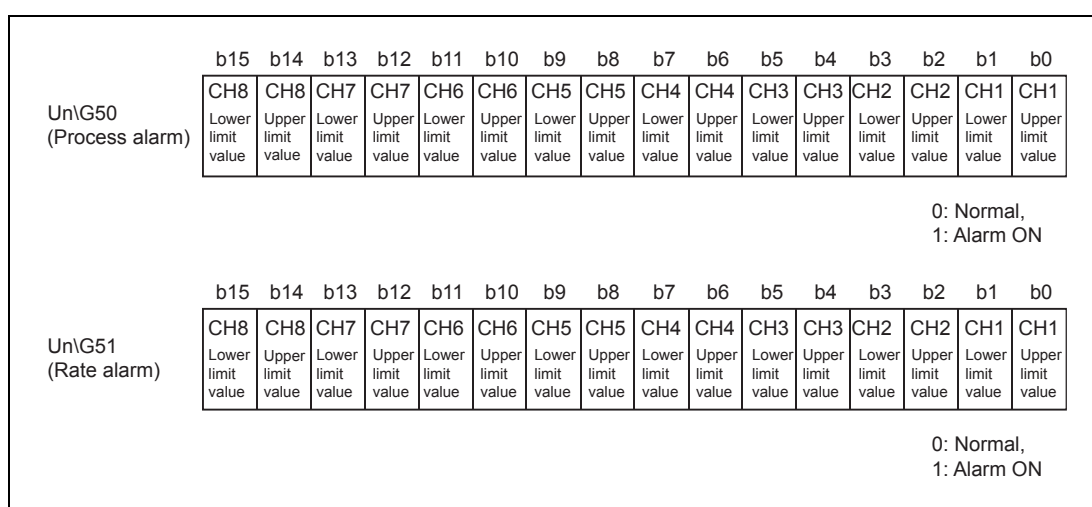 b15 b14 b13 b12 b11 b10 b9 b8 b7 b6 b5 b4 b3 b2 b1 b0
Un\G50
(Process alarm)
CH8 CH8 CH7 CH7 CH6 CH6 CH5 CH5 CH4 CH4 CH3 CH3 CH2 CH2 CH1 CH1
Lower Upper Lower Upper Lower Upper Lower Upper Lower Upper Lower Upper Lower Upper Lower Upper
limit limit limit limit limit limit limit limit limit limit limit limit limit limit limit limit
value value value value value value value value value value value value value value value value
0: Normal,
1: Alarm ON
b15 b14 b13 b12 b11 b10 b9 b8 b7 b6 b5 b4 b3 b2 b1 b0
Un\G51
(Rate alarm)
CH8 CH8 CH7 CH7 CH6 CH6 CH5 CH5 CH4 CH4 CH3 CH3 CH2 CH2 CH1 CH1
Lower Upper Lower Upper Lower Upper Lower Upper Lower Upper Lower Upper Lower Upper Lower Upper
limit limit limit limit limit limit limit limit limit limit limit limit limit limit limit limit
value value value value value value value value value value value value value value value value
0: Normal,
1: Alarm ON